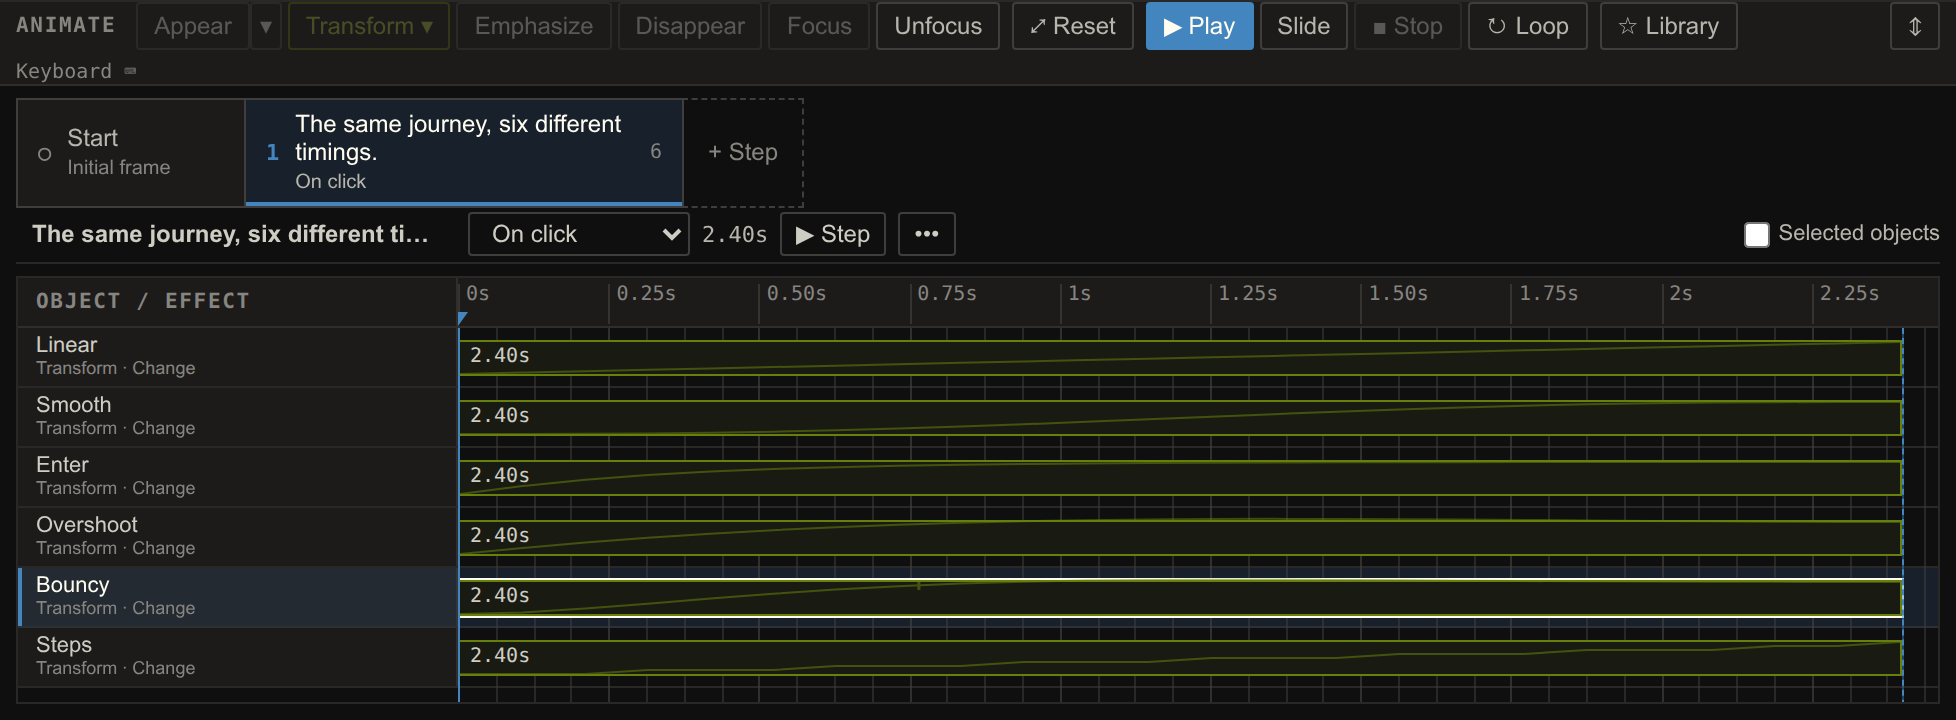 ANIMATE Appear ▾ Transform ▾ Emphasize Disappear Focus Unfocus ⤢ Reset ▶ Play Slide ■ Stop ↻ Loop ☆ Library ⇕
Keyboard ⌨
Start
Initial frame
1 The same journey, six different
timings.
On click
6
+ Step
The same journey, six different ti... On click 2.40s ▶ Step ••• Selected objects
OBJECT / EFFECT 0s 0.25s 0.50s 0.75s 1s 1.25s 1.50s 1.75s 2s 2.25s
Linear
Transform · Change
2.40s
Smooth
Transform · Change
2.40s
Enter
Transform · Change
2.40s
Overshoot
Transform · Change
2.40s
Bouncy
Transform · Change
2.40s
Steps
Transform · Change
2.40s